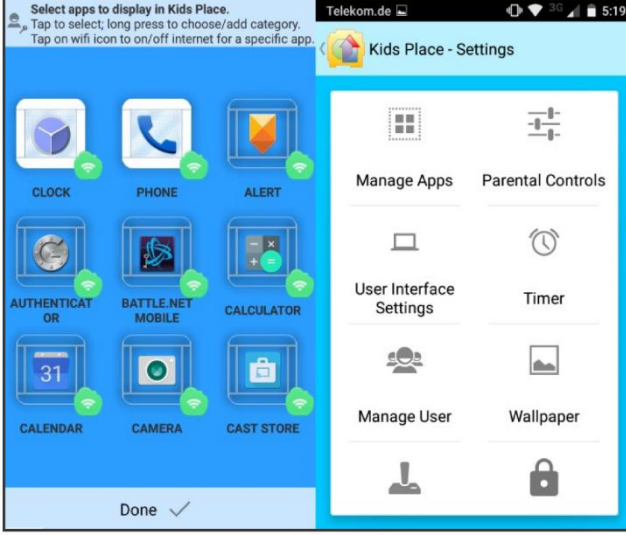 Select apps to display in Kids Place.
Tap to select; long press to choose/add category.
Tap on wifi icon to on/off internet for a specific app.
CLOCK
PHONE
ALERT
AUTHENTICAT
OR
BATTLE.NET
MOBILE
CALCULATOR
31
CALENDAR
CAMERA
CAST STORE
Done
Telekom.de
3G
5:19
Kids Place - Settings
Manage Apps
Parental Controls
User Interface
Settings
Timer
Manage User
Wallpaper